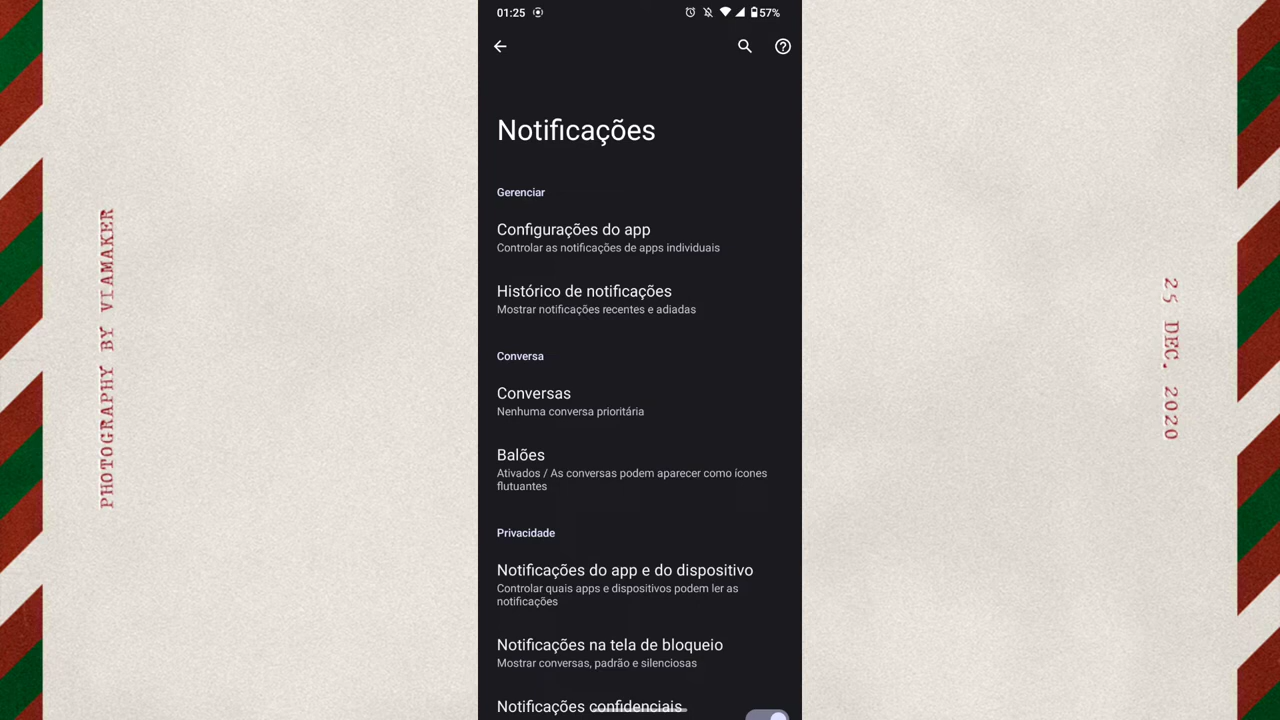 01:25
57%
Notificações
Gerenciar
Configurações do app
Controlar as notificações de apps individuais
Histórico de notificações
Mostrar notificações recentes e adiadas
Conversa
Conversas
Nenhuma conversa prioritária
Balões
Ativados / As conversas podem aparecer como ícones
flutuantes
Privacidade
Notificações do app e do dispositivo
Controlar quais apps e dispositivos podem ler as
notificações
Notificações na tela de bloqueio
Mostrar conversas, padrão e silenciosas
Notificações confidenciais
PHOTOGRAPHY BY VIAMAKER
25 DEC. 2020